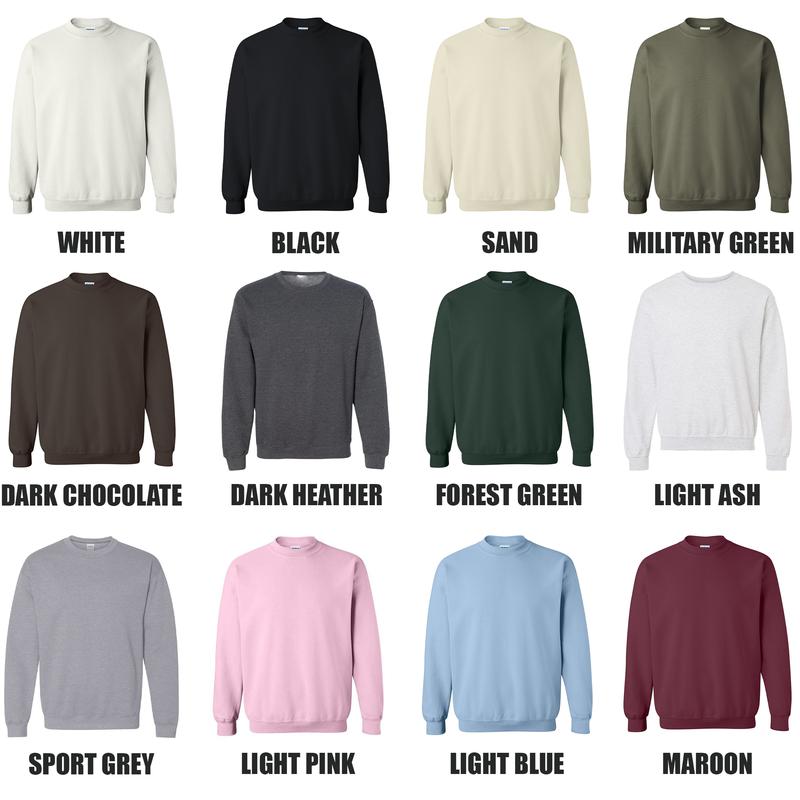 WHITE
BLACK
SAND
MILITARY GREEN
DARK CHOCOLATE
DARK HEATHER
FOREST GREEN
LIGHT ASH
SPORT GREY
LIGHT PINK
LIGHT BLUE
MAROON